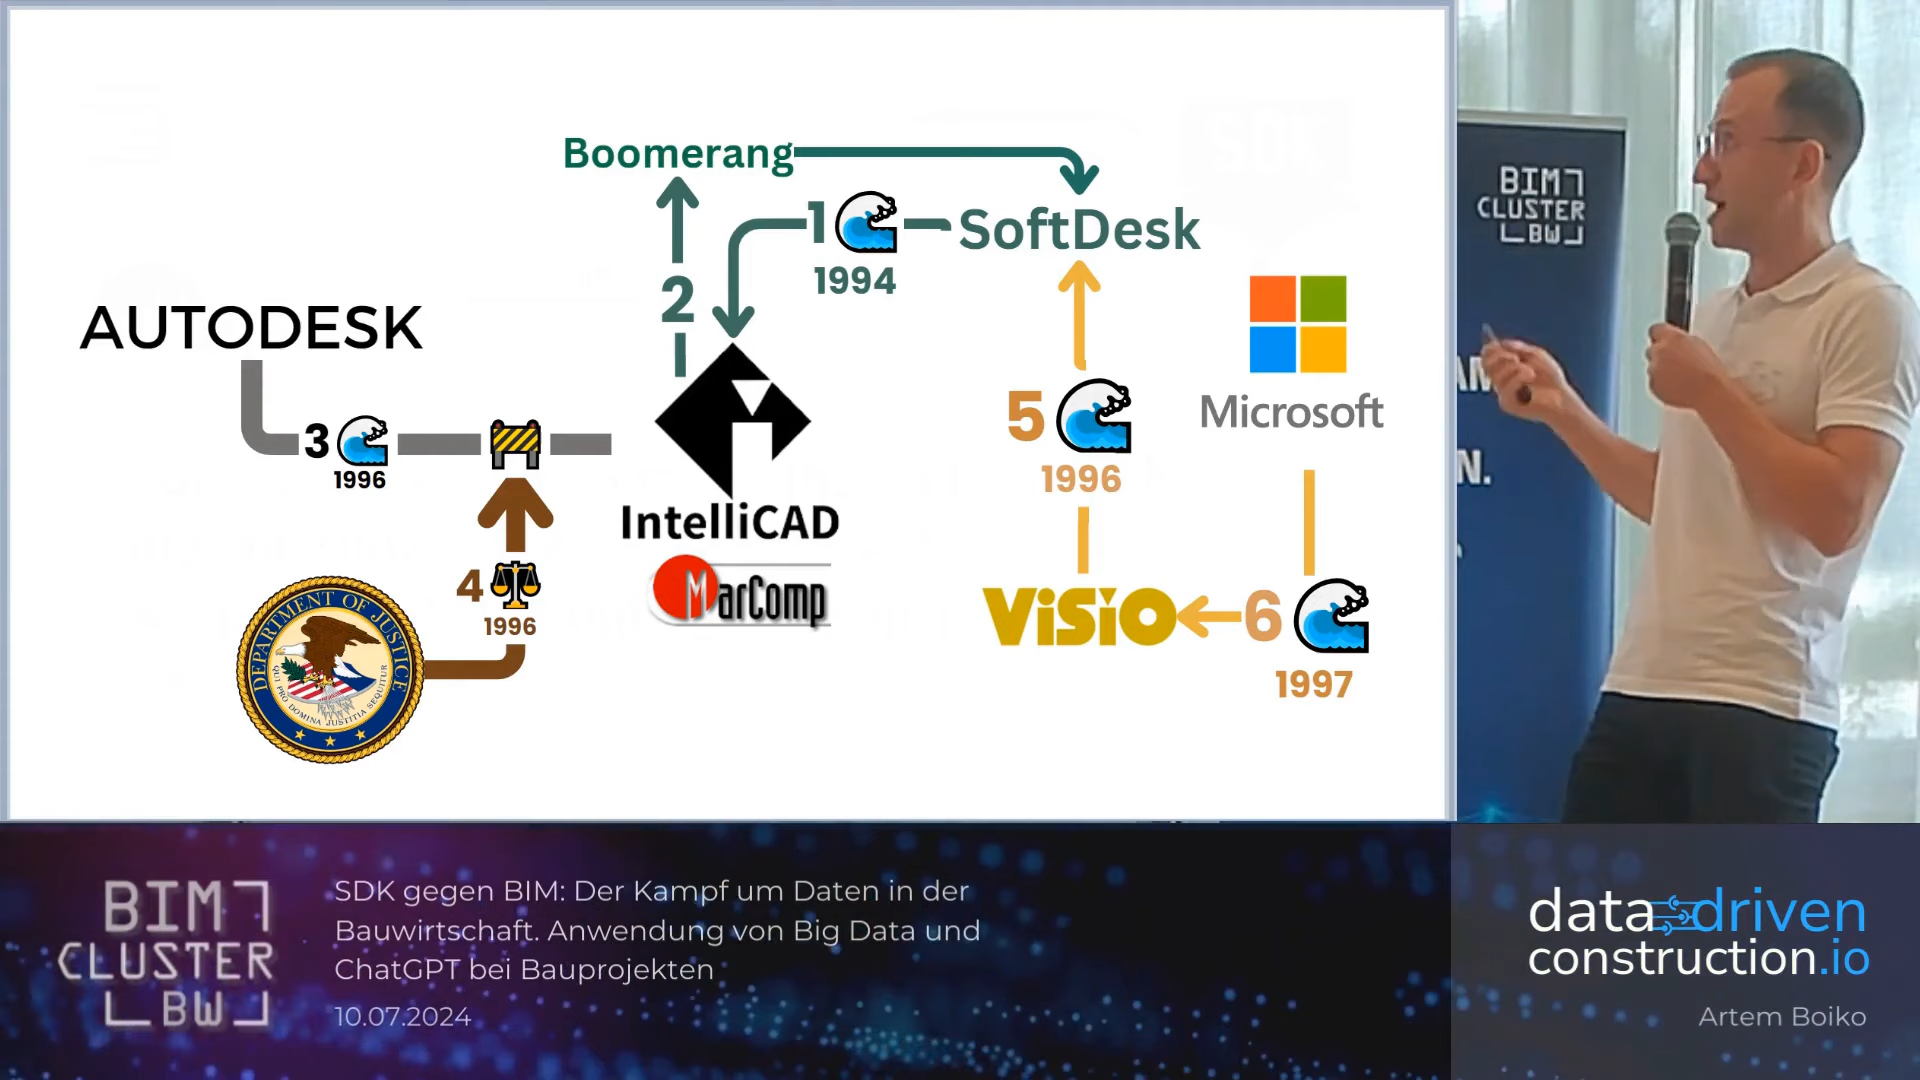 Boomerang
1
SoftDesk
1994
2
AUTODESK
3
1996
IntelliCAD
MarComp
4
1996
DEPARTMENT OF JUSTICE
QUI PRO DOMINA JUSTITIA SEQUITUR
5
1996
Microsoft
Visio
6
1997
BIM
CLUSTER
BW
AM
N.
BIM
CLUSTER
BW
SDK gegen BIM: Der Kampf um Daten in der
Bauwirtschaft. Anwendung von Big Data und
ChatGPT bei Bauprojekten
10.07.2024
data driven
construction.io
Artem Boiko